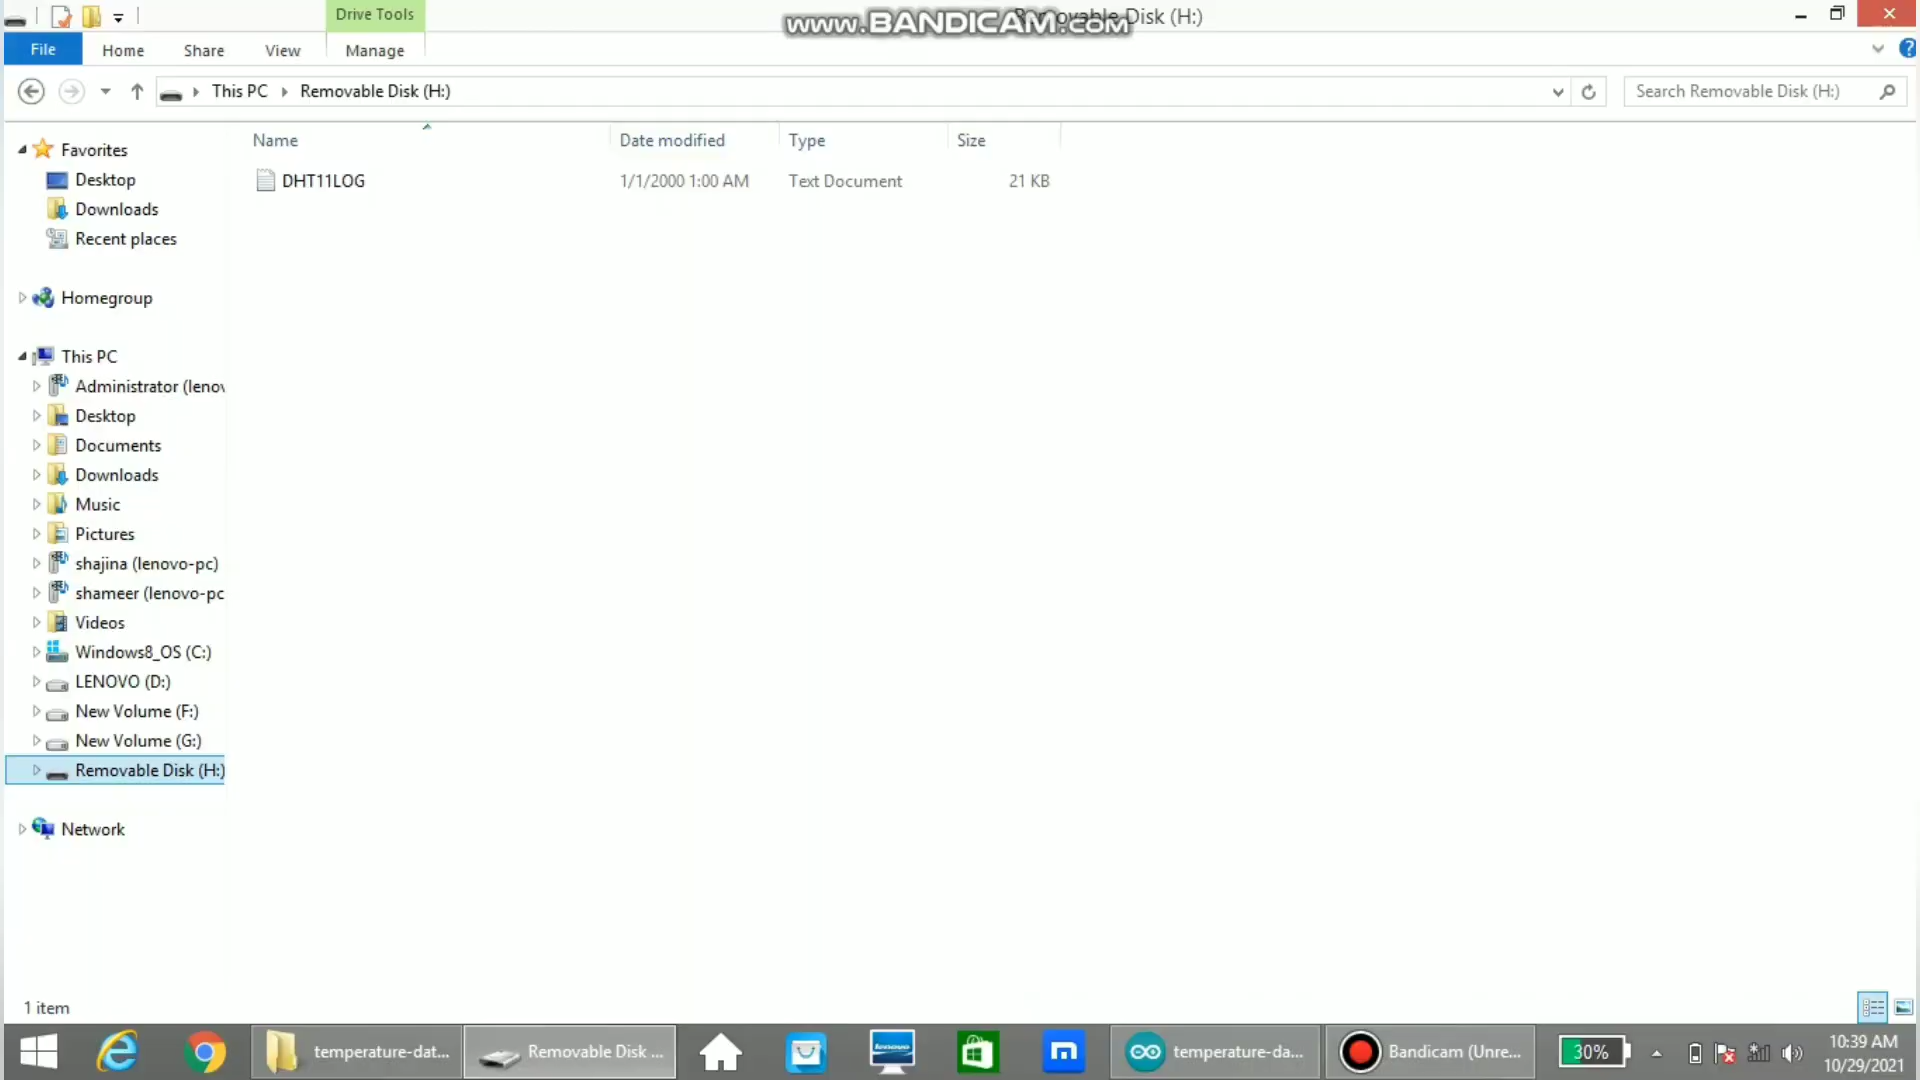 Drive Tools
www.BANDICAM.com
Removable Disk (H:)
File
Home
Share
View
Manage
This PC
Removable Disk (H:)
Search Removable Disk (H:)
Name
Date modified
Type
Size
DHT11LOG
1/1/2000 1:00 AM
Text Document
21 KB
Favorites
Desktop
Downloads
Recent places
Homegroup
This PC
Administrator (lenov
Desktop
Documents
Downloads
Music
Pictures
shajina (lenovo-pc)
shameer (lenovo-pc
Videos
Windows8_OS (C:)
LENOVO (D:)
New Volume (F:)
New Volume (G:)
Removable Disk (H:)
Network
1 item
temperature-dat...
Removable Disk ...
lenovo
temperature-da...
Bandicam (Unre...
30%
10:39 AM
10/29/2021